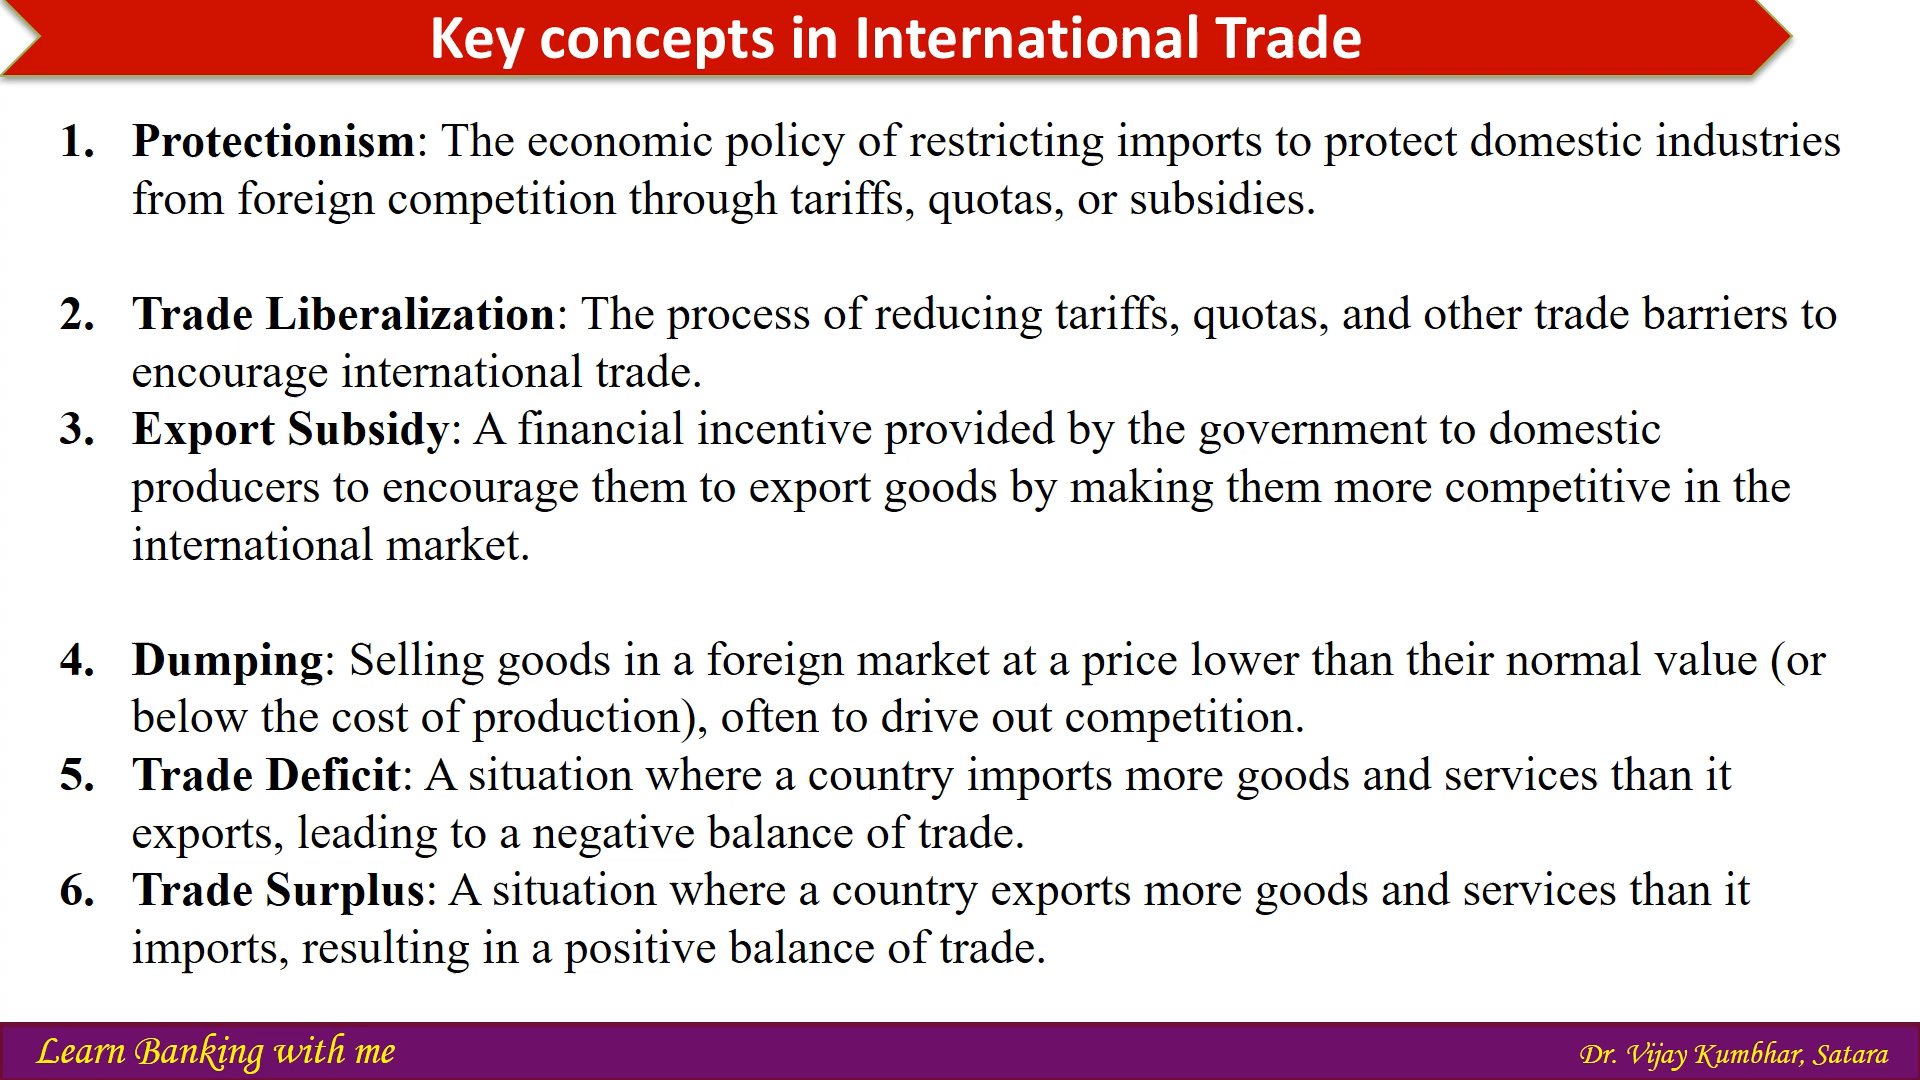 Key concepts in International Trade
1. Protectionism: The economic policy of restricting imports to protect domestic industries
from foreign competition through tariffs, quotas, or subsidies.
2. Trade Liberalization: The process of reducing tariffs, quotas, and other trade barriers to
encourage international trade.
3. Export Subsidy: A financial incentive provided by the government to domestic
producers to encourage them to export goods by making them more competitive in the
international market.
4. Dumping: Selling goods in a foreign market at a price lower than their normal value (or
below the cost of production), often to drive out competition.
5. Trade Deficit: A situation where a country imports more goods and services than it
exports, leading to a negative balance of trade.
6. Trade Surplus: A situation where a country exports more goods and services than it
imports, resulting in a positive balance of trade.
Learn Banking with me
Dr. Vijay Kumbhar, Satara